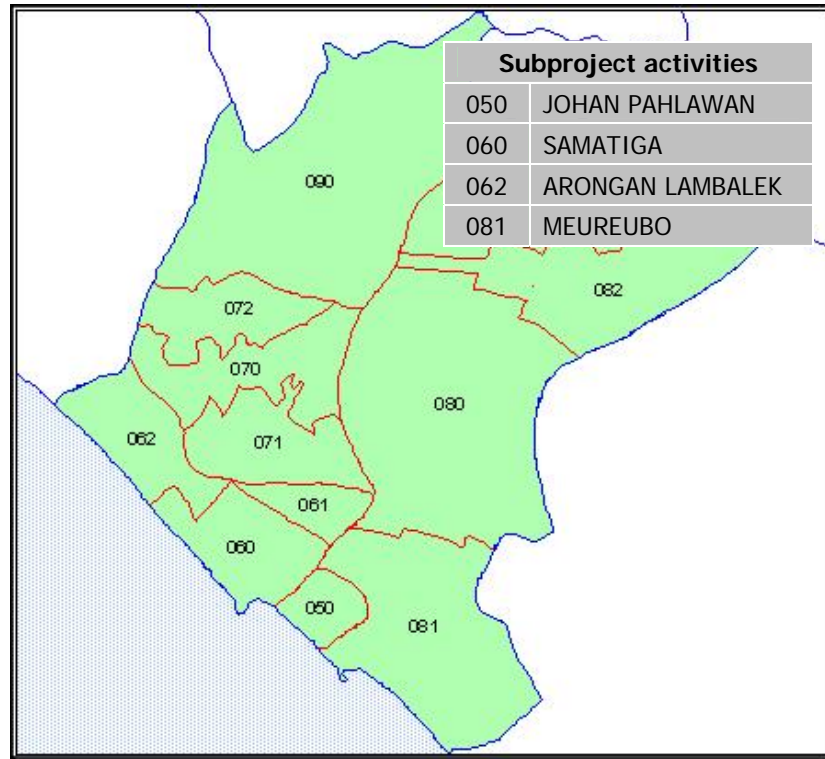 Subproject activities
050 JOHAN PAHLAWAN
060 SAMATIGA
062 ARONGAN LAMBALEK
081 MEUREUBO
090
082
072
070
080
062
071
061
060
050
081